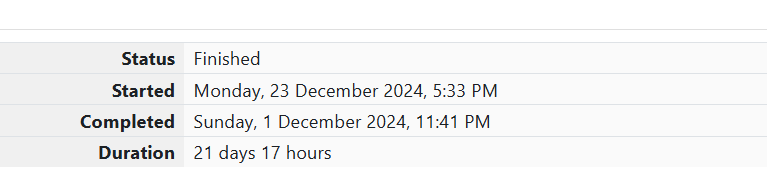 Status Finished
Started Monday, 23 December 2024, 5:33 PM
Completed Sunday, 1 December 2024, 11:41 PM
Duration 21 days 17 hours